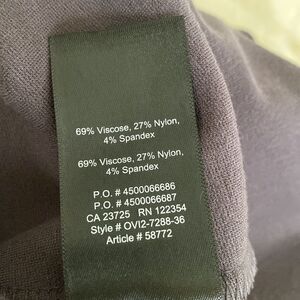 69% Viscose, 27% Nylon,
4% Spandex
69% Viscose, 27% Nylon,
4% Spandex
P.O. # 4500066686
P.O. # 4500066687
CA 23725 RN 122354
Style # OVI2-7288-36
Article # 58772